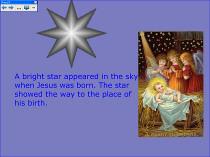 A bright star appeared in the sky
when Jesus was born. The star
showed the way to the place of
his birth.